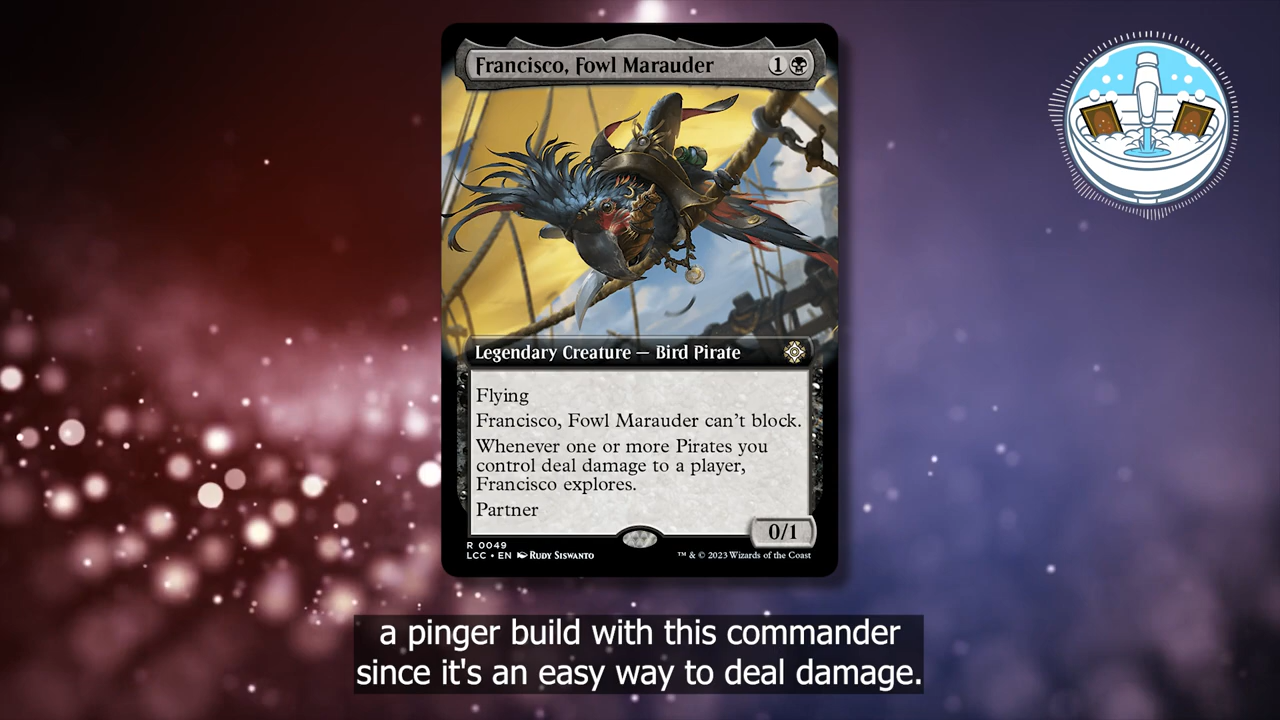 Francisco, Fowl Marauder 1
Legendary Creature — Bird Pirate
Flying
Francisco, Fowl Marauder can't block.
Whenever one or more Pirates you
control deal damage to a player,
Francisco explores.
Partner
0/1
R 0049
LCC • EN Rudy Siswanto
™ & © 2023 Wizards of the Coast
a pinger build with this commander
since it's an easy way to deal damage.